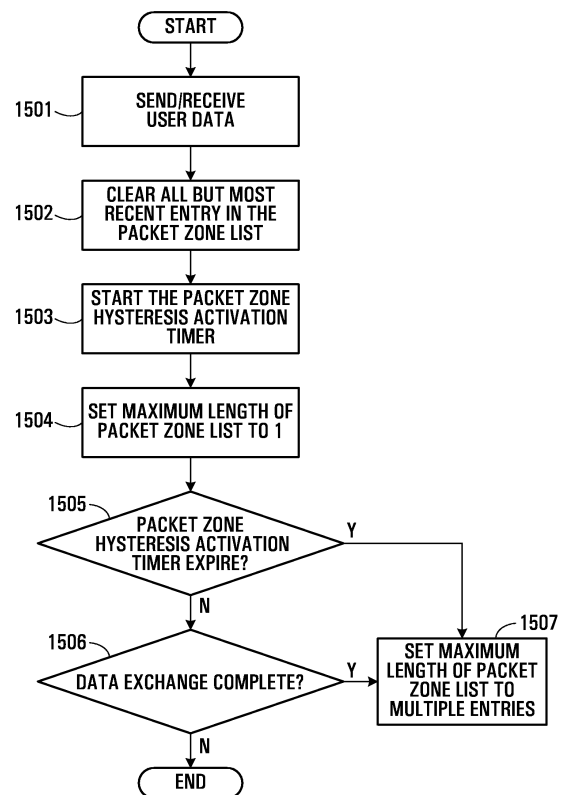 START
1501
SEND/RECEIVE
USER DATA
1502
CLEAR ALL BUT MOST
RECENT ENTRY IN THE
PACKET ZONE LIST
1503
START THE PACKET ZONE
HYSTERESIS ACTIVATION
TIMER
1504
SET MAXIMUM LENGTH OF
PACKET ZONE LIST TO 1
1505
PACKET ZONE
HYSTERESIS ACTIVATION
TIMER EXPIRE?
Y
N
1506
DATA EXCHANGE COMPLETE?
Y
1507
SET MAXIMUM
LENGTH OF PACKET
ZONE LIST TO
MULTIPLE ENTRIES
N
END